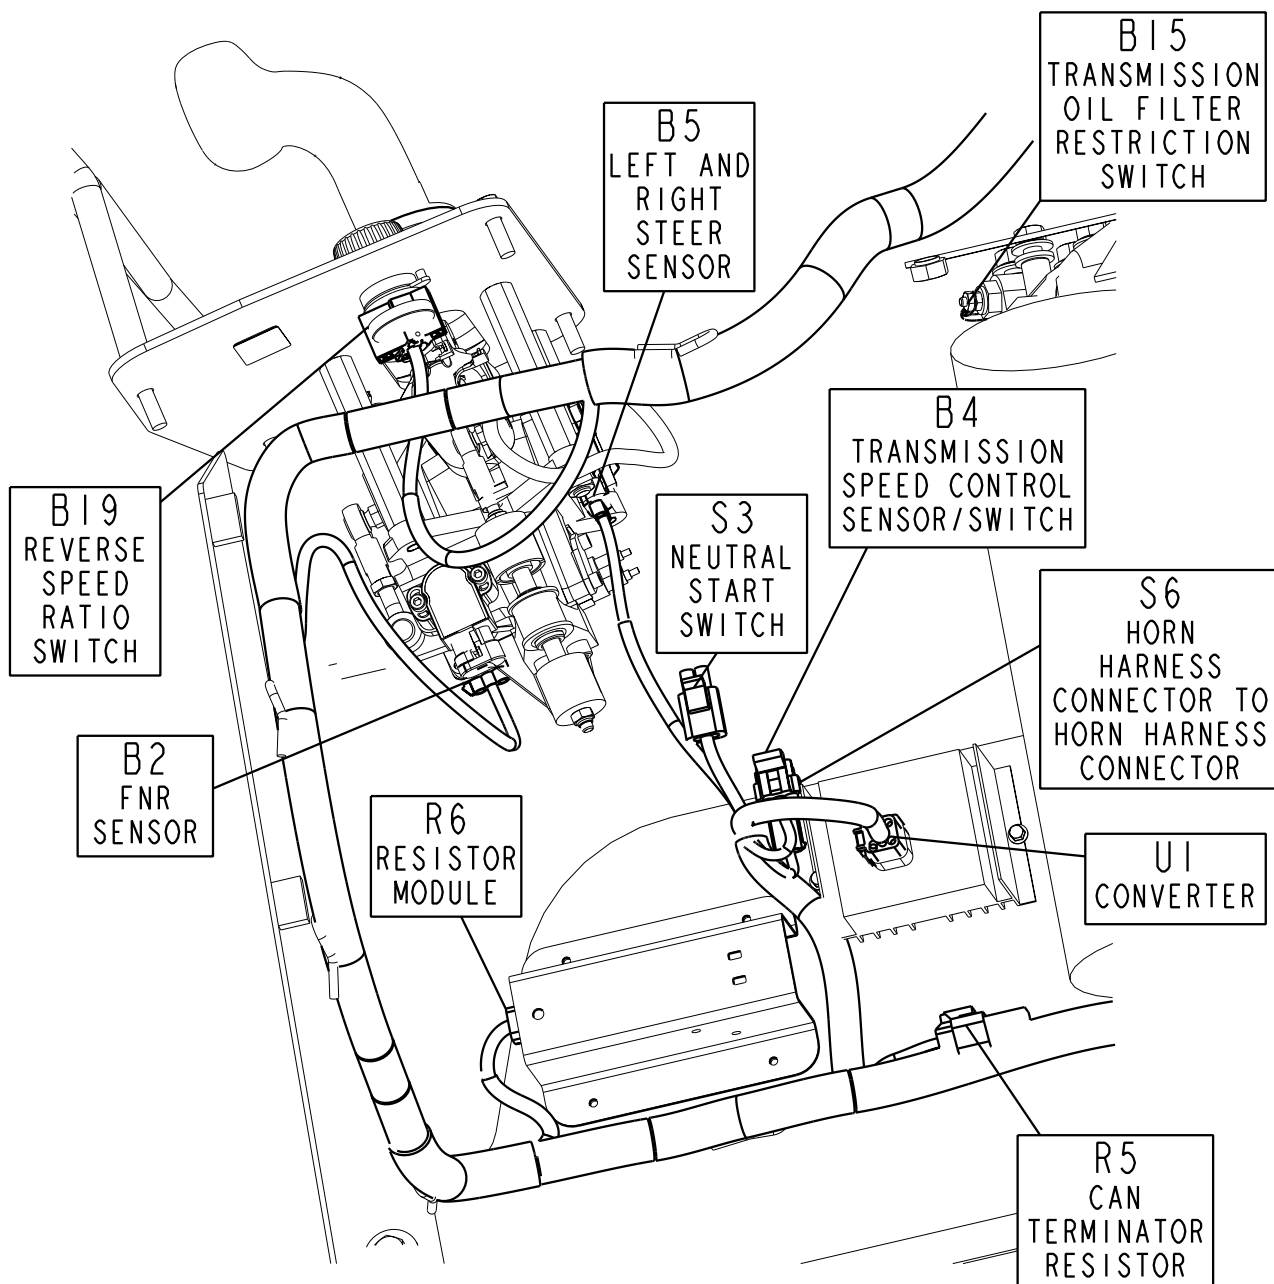 B15
TRANSMISSION
OIL FILTER
RESTRICTION
SWITCH
B5
LEFT AND
RIGHT
STEER
SENSOR
B4
TRANSMISSION
SPEED CONTROL
SENSOR/SWITCH
B19
REVERSE
SPEED
RATIO
SWITCH
S3
NEUTRAL
START
SWITCH
S6
HORN
HARNESS
CONNECTOR TO
HORN HARNESS
CONNECTOR
B2
FNR
SENSOR
R6
RESISTOR
MODULE
U1
CONVERTER
R5
CAN
TERMINATOR
RESISTOR